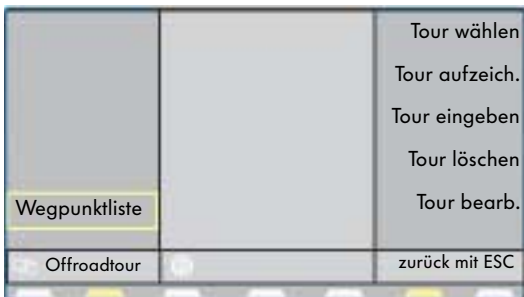 Tour wählen
Tour aufzeich.
Tour eingeben
Tour löschen
Tour bearb.
Wegpunktliste
Offroadtour
zurück mit ESC